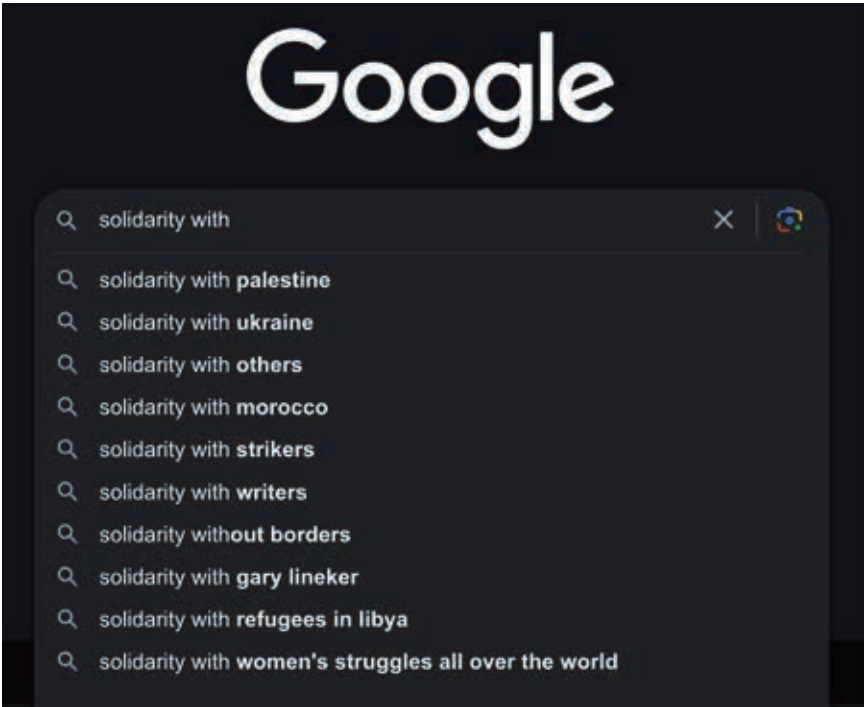 Google
solidarity with
solidarity with palestine
solidarity with ukraine
solidarity with others
solidarity with morocco
solidarity with strikers
solidarity with writers
solidarity without borders
solidarity with gary lineker
solidarity with refugees in libya
solidarity with women's struggles all over the world